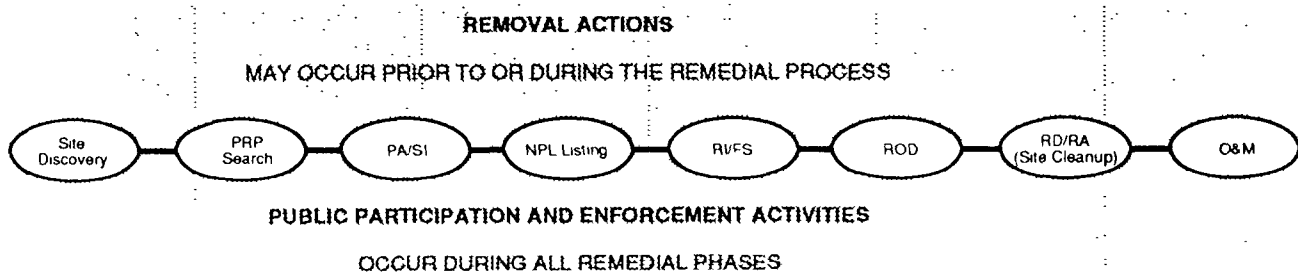 REMOVAL ACTIONS
MAY OCCUR PRIOR TO OR DURING THE REMEDIAL PROCESS
Site
Discovery
PRP
Search
PA/SI
NPL Listing
RI/FS
ROD
RD/RA
(Site Cleanup)
O&M
PUBLIC PARTICIPATION AND ENFORCEMENT ACTIVITIES
OCCUR DURING ALL REMEDIAL PHASES